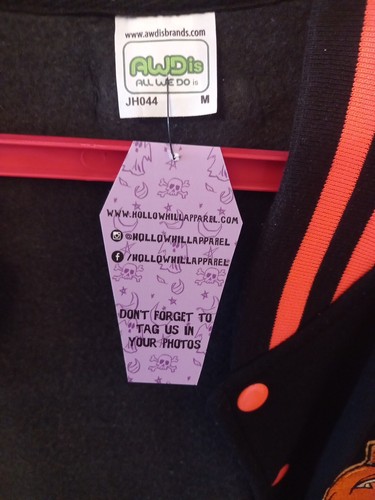 www.awdisbrands.com
AWDis
ALL WE DO is
JH044 M
WWW.HOLLOWHILLAPPAREL.COM
@HOLLOWHILLAPPAREL
/HOLLOWHILLAPPAREL
DON'T FORGET TO
TAG US IN
YOUR PHOTOS